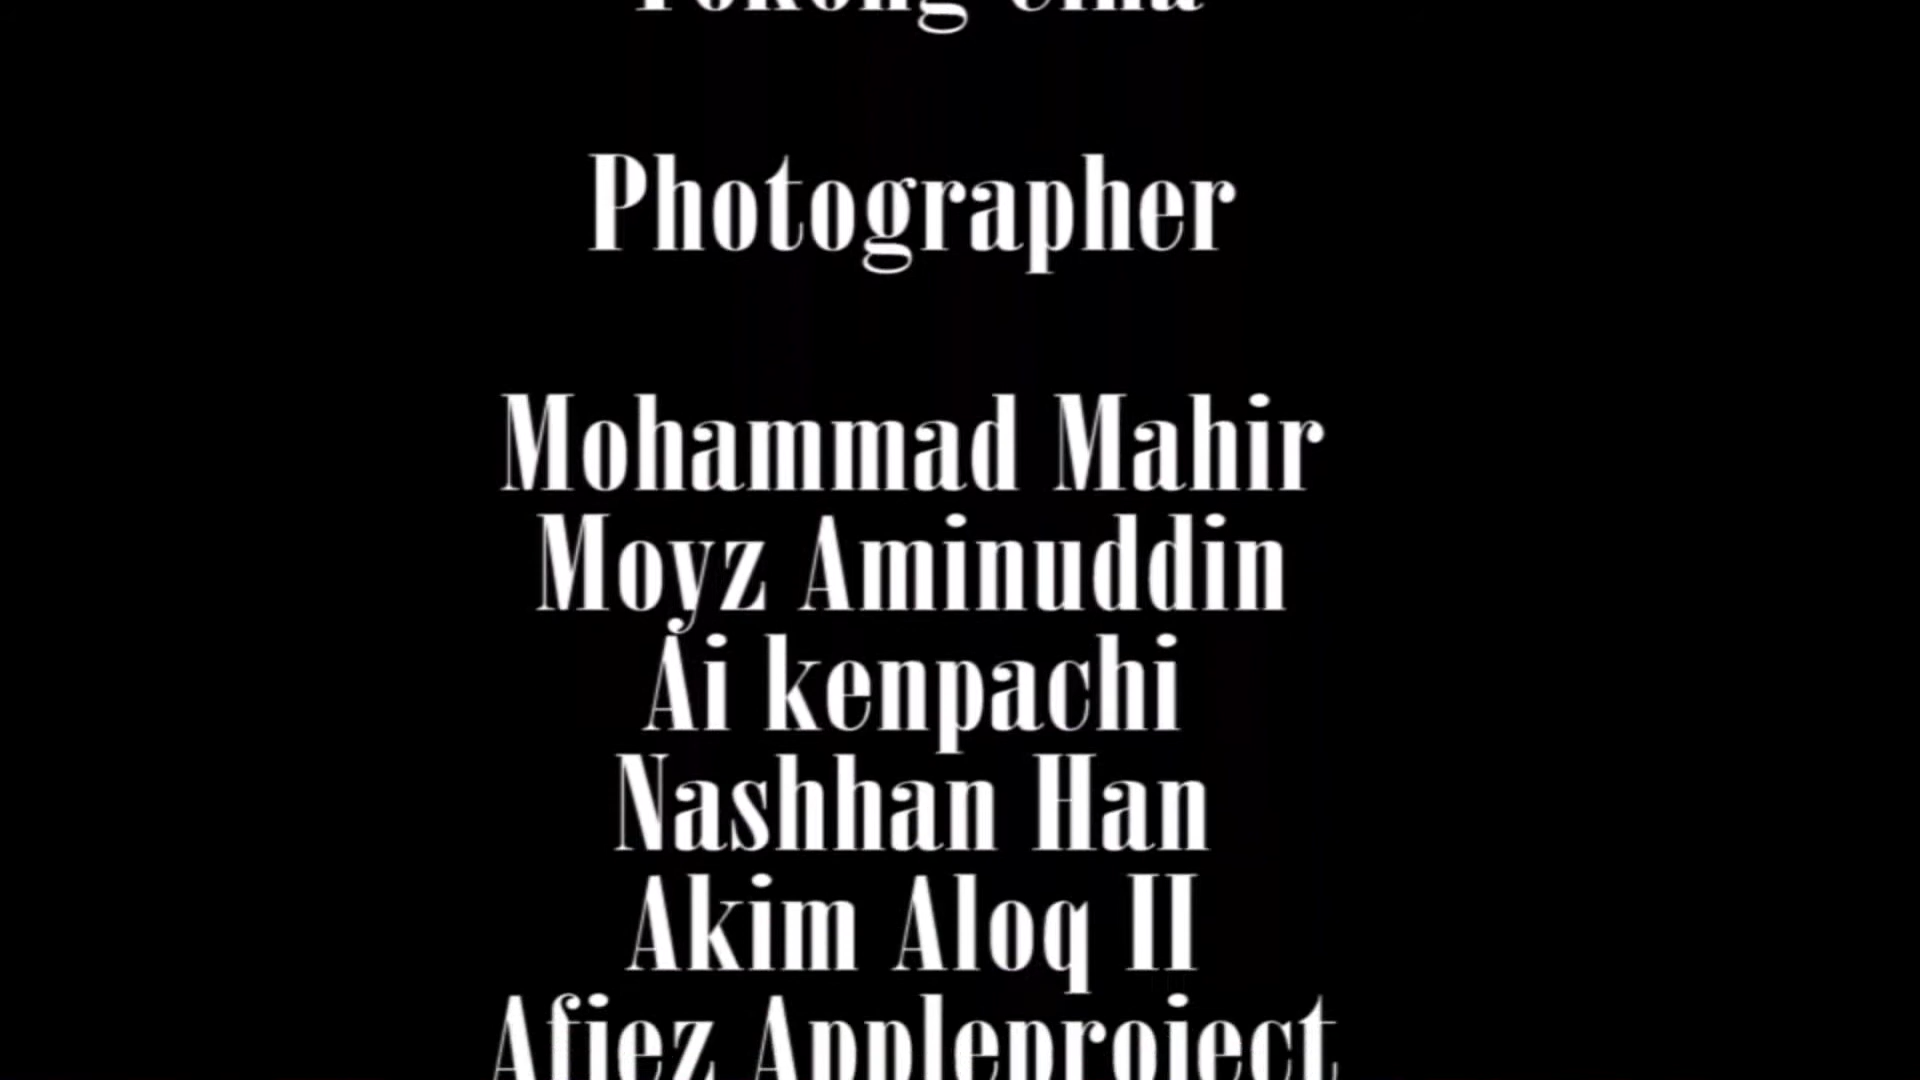 Photographer
Mohammad Mahir
Moyz Aminuddin
Ai kenpachi
Nashhan Han
Akim Aloq II
Afiez Appleproject